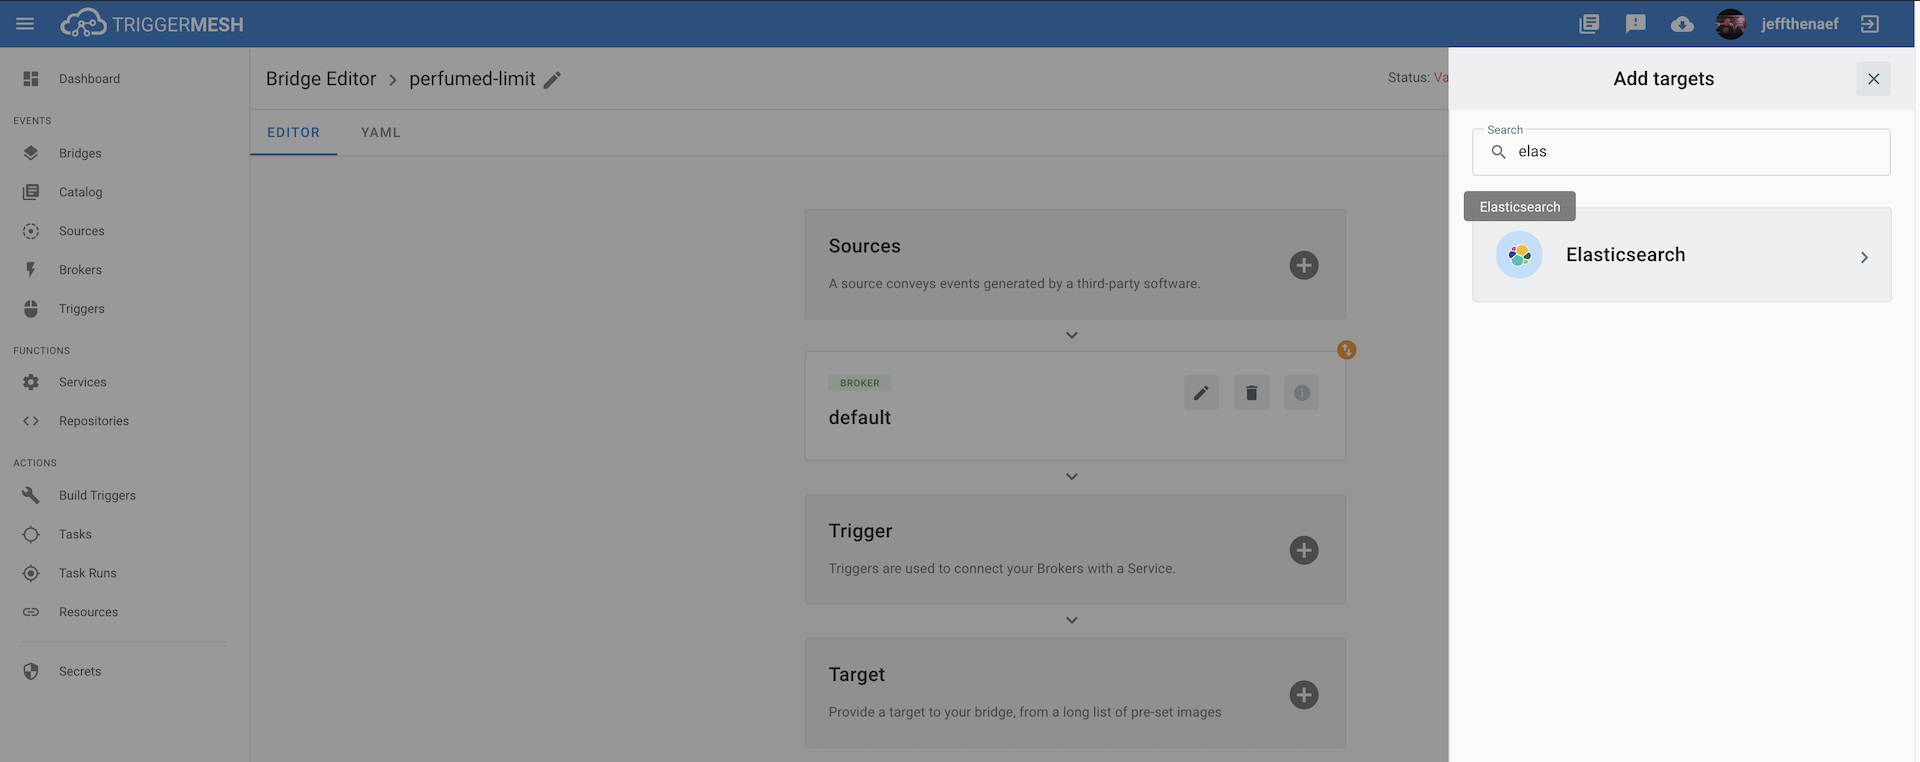 TRIGGERMESH
jeffthenaef
Dashboard
EVENTS
Bridges
Catalog
Sources
Brokers
Triggers
FUNCTIONS
Services
Repositories
ACTIONS
Build Triggers
Tasks
Task Runs
Resources
Secrets
Bridge Editor > perfumed-limit
Status: Va
EDITOR YAML
Sources
A source conveys events generated by a third-party software.
BROKER
default
Trigger
Triggers are used to connect your Brokers with a Service.
Target
Provide a target to your bridge, from a long list of pre-set images
Add targets
Search
elas
Elasticsearch
Elasticsearch